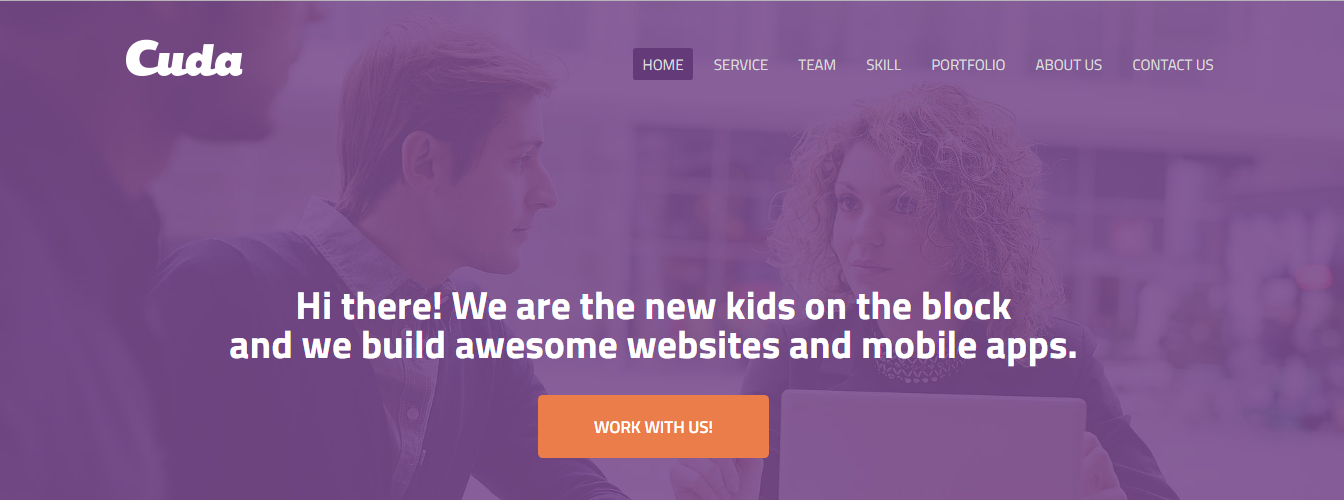 Cuda
HOME SERVICE TEAM SKILL PORTFOLIO ABOUT US CONTACT US
Hi there! We are the new kids on the block
and we build awesome websites and mobile apps.
WORK WITH US!